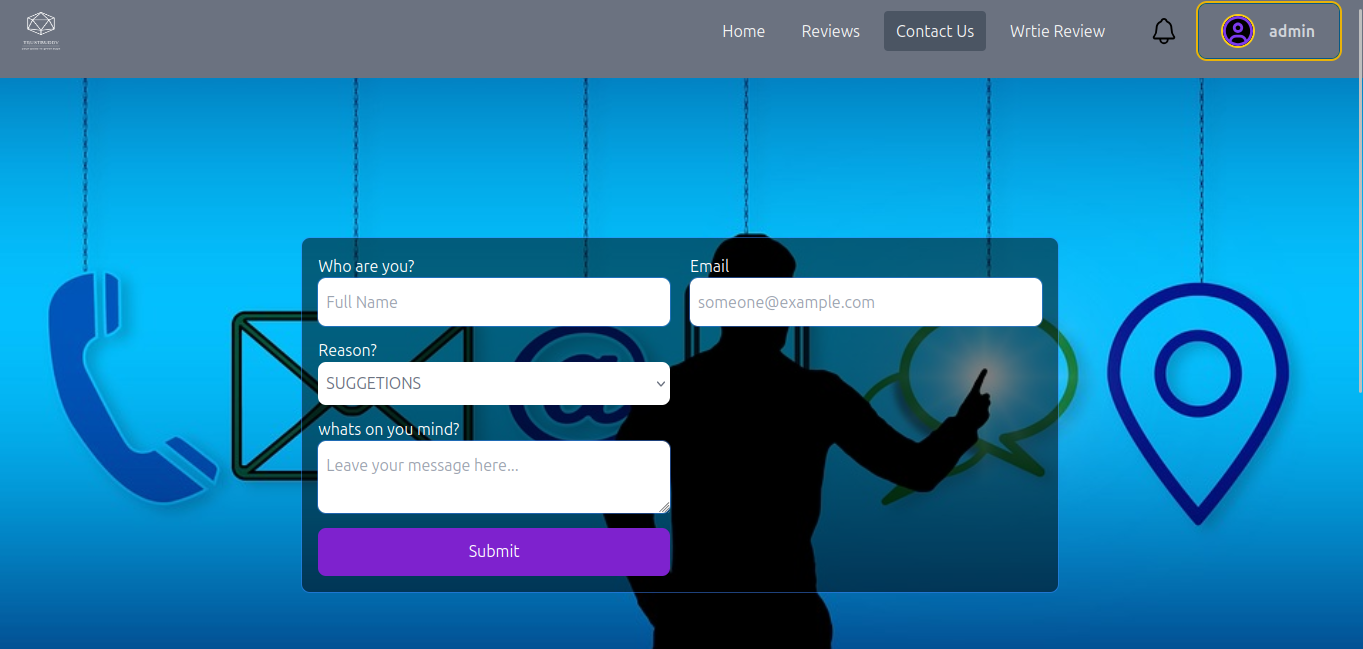 Home
Reviews
Contact Us
Wrtie Review
admin
Who are you?
Email
Full Name
someone@example.com
Reason?
SUGGETIONS
whats on you mind?
Leave your message here...
Submit